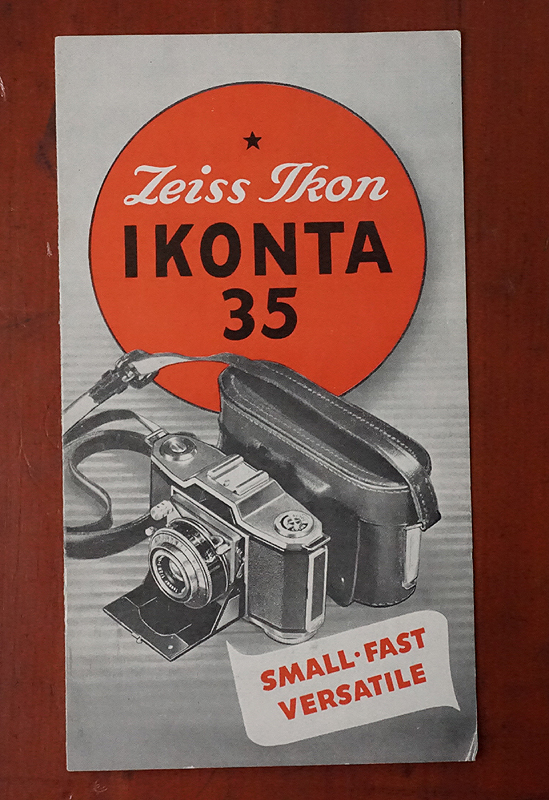 Zeiss Ikon
IKONTA
35
SMALL·FAST
VERSATILE